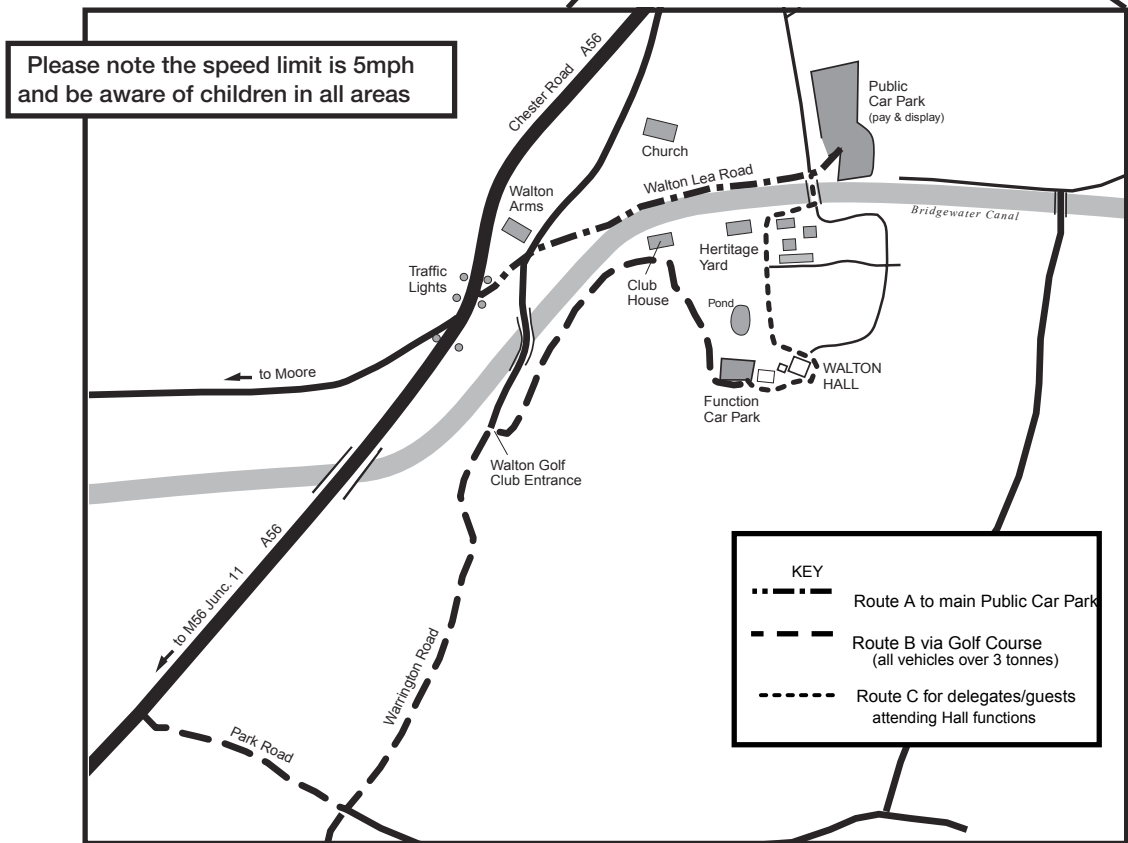 Please note the speed limit is 5mph
and be aware of children in all areas
A56
Chester Road
Public
Car Park
(pay & display)
Church
Walton Lea Road
Walton
Arms
Bridgewater Canal
Hertitage
Yard
Traffic
Lights
Club
House
Pond
to Moore
WALTON
HALL
Function
Car Park
Walton Golf
Club Entrance
A56
to M56 Junc. 11
Warrington Road
Park Road
KEY
Route A to main Public Car Park
Route B via Golf Course
(all vehicles over 3 tonnes)
Route C for delegates/guests
attending Hall functions